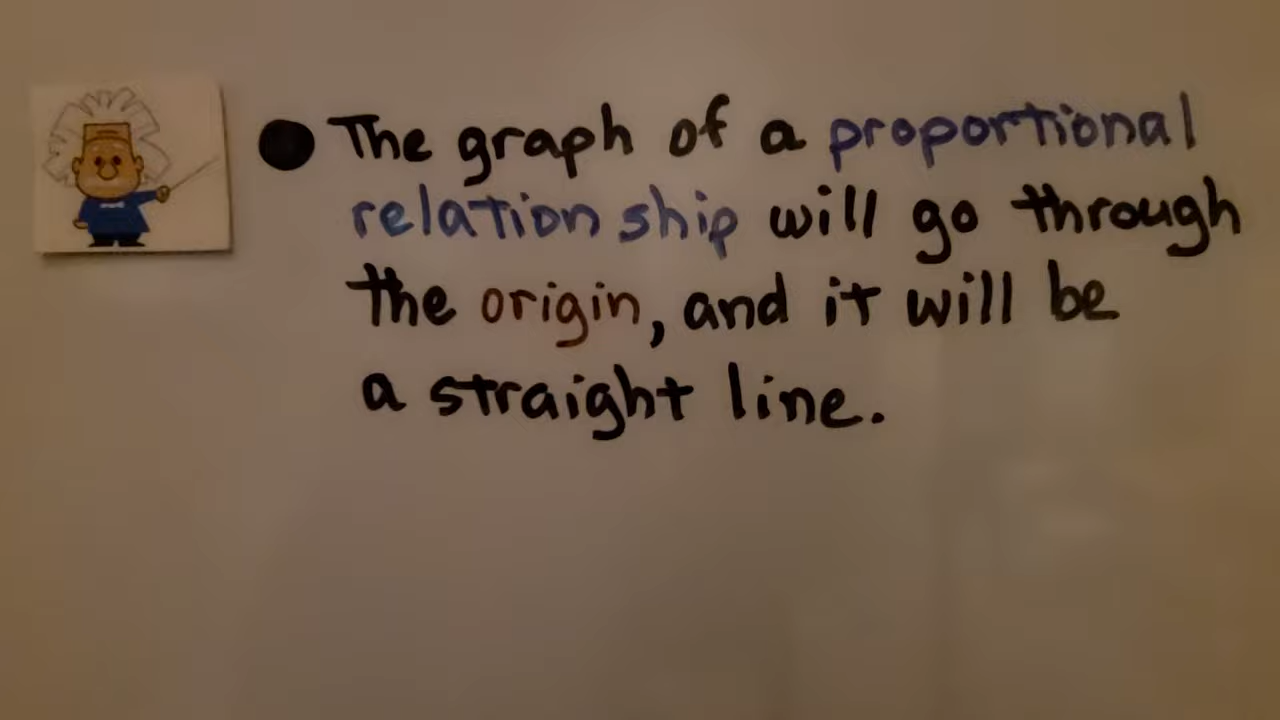 ● The graph of a proportional
relationship will go through
the origin, and it will be
a straight line.